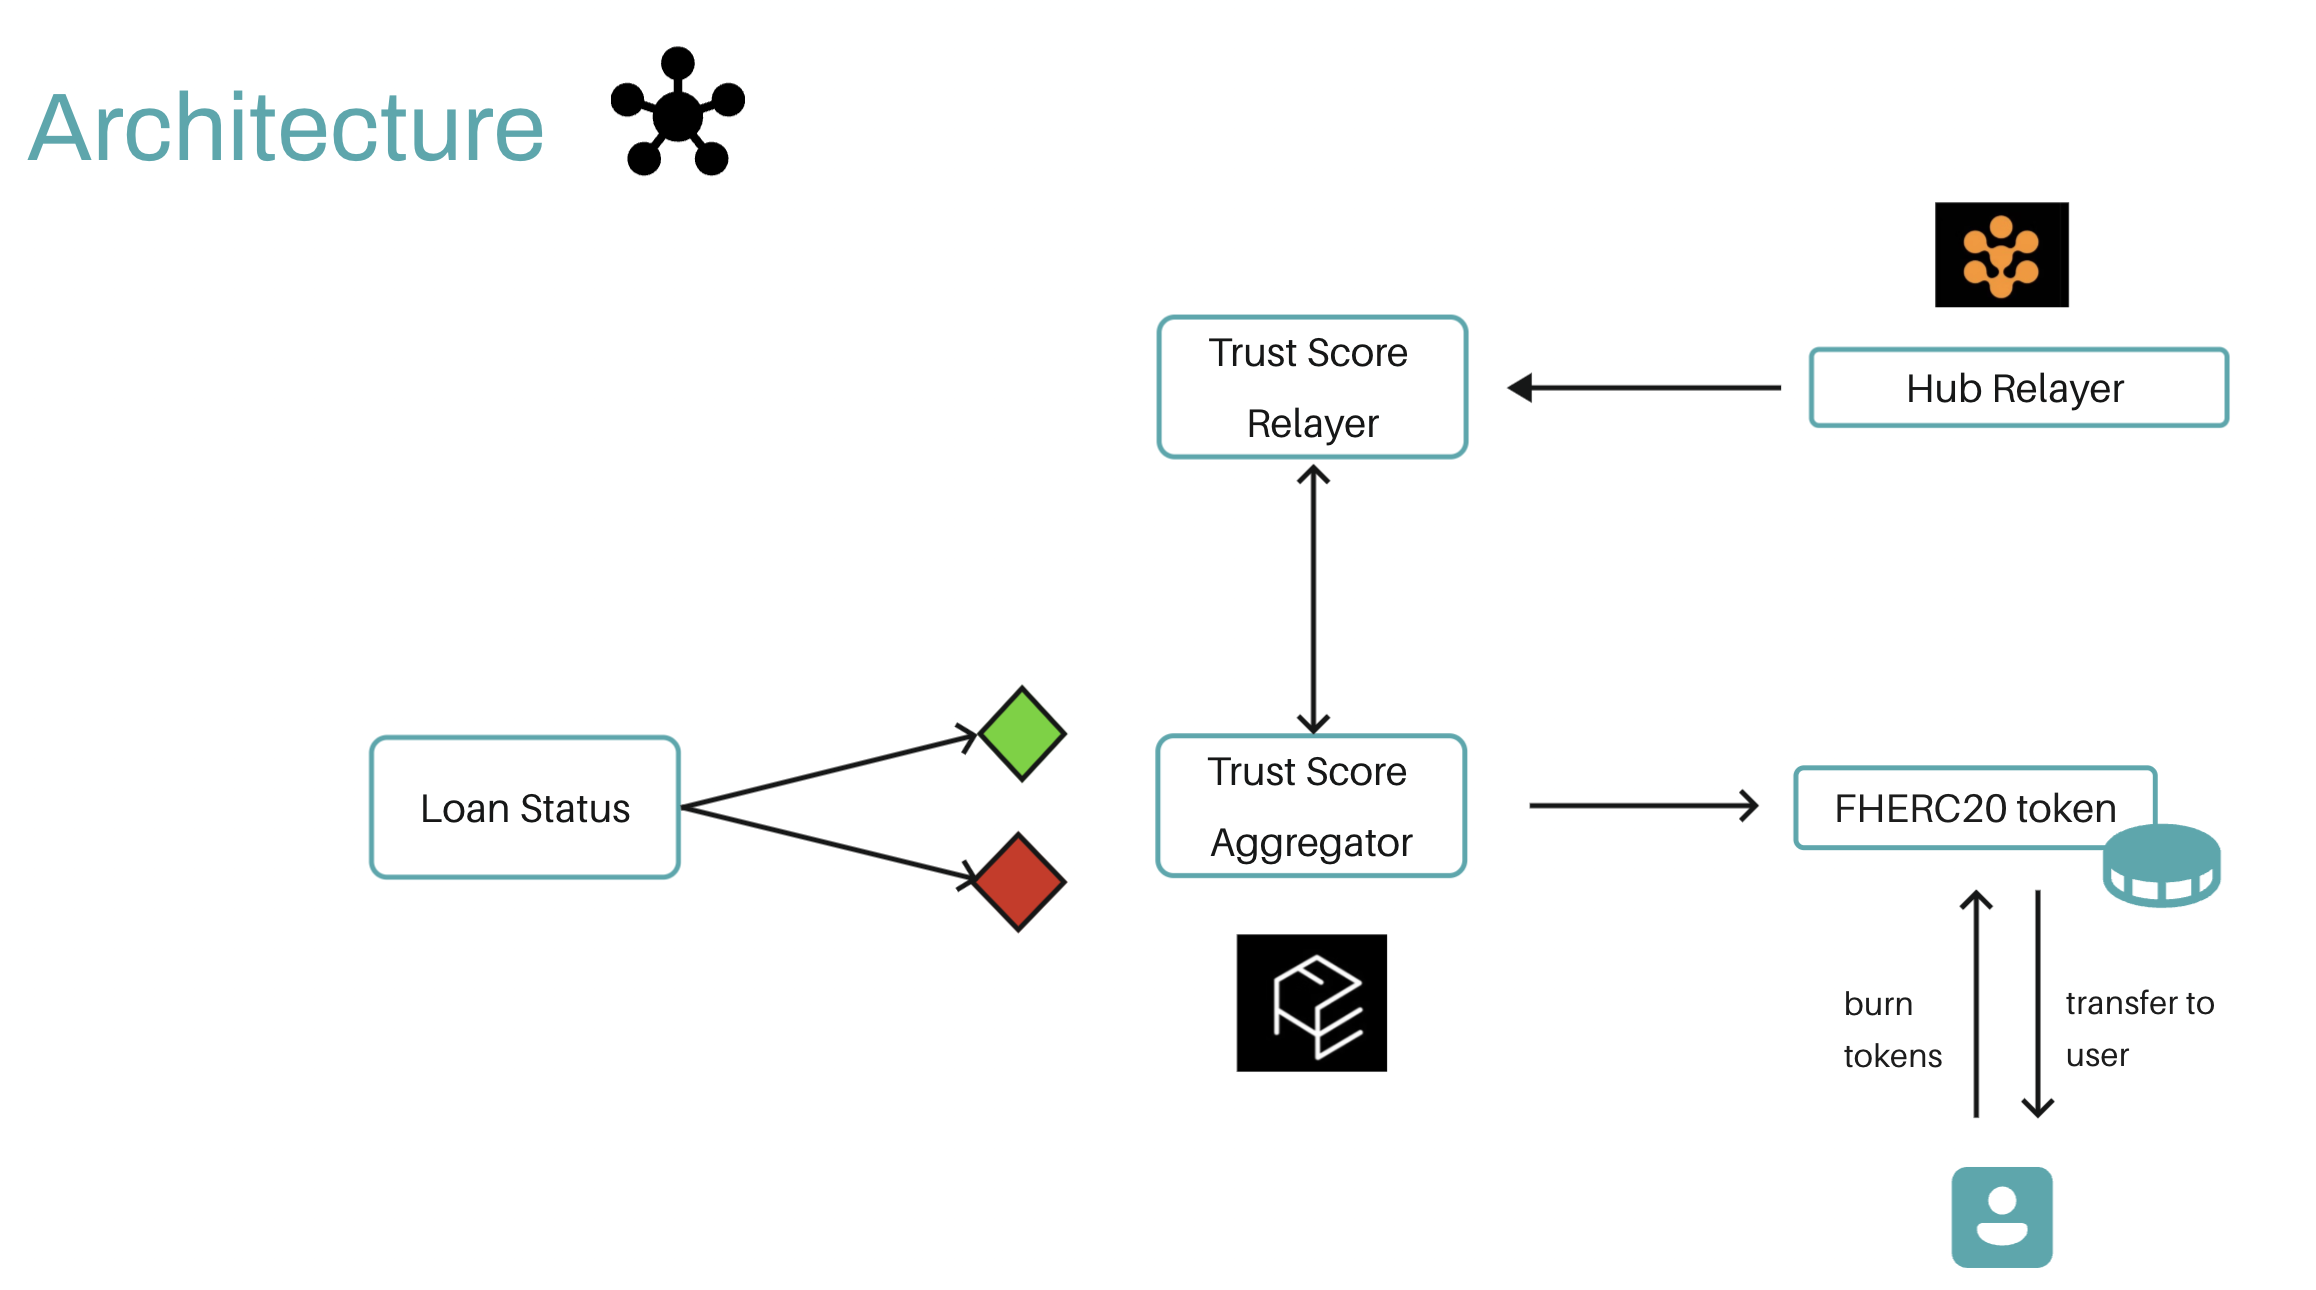 Architecture
Trust Score
Relayer
Hub Relayer
Loan Status
Trust Score
Aggregator
FHERC20 token
burn
tokens
transfer to
user